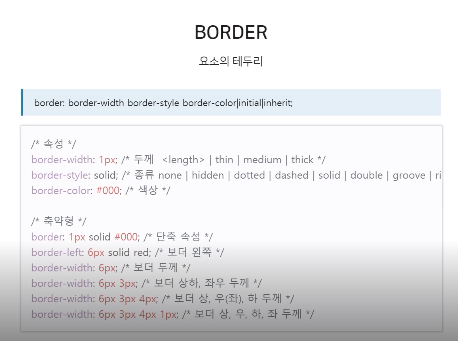 BORDER
요소의 테두리
border: border-width border-style border-color|initial|inherit;
/* 속성 */
border-width: 1px; /* 두께  <length> | thin | medium | thick */
border-style: solid; /* 종류 none | hidden | dotted | dashed | solid | double | groove | ri
border-color: #000; /* 색상 */
/* 축약형 */
border: 1px solid #000; /* 단축 속성 */
border-left: 6px solid red; /* 보더 왼쪽 */
border-width: 6px; /* 보더 두께 */
border-width: 6px 3px; /* 보더 상하, 좌우 두께 */
border-width: 6px 3px 4px; /* 보더 상, 우(좌), 하 두께 */
border-width: 6px 3px 4px 1px; /* 보더 상, 우, 하, 좌 두께 */